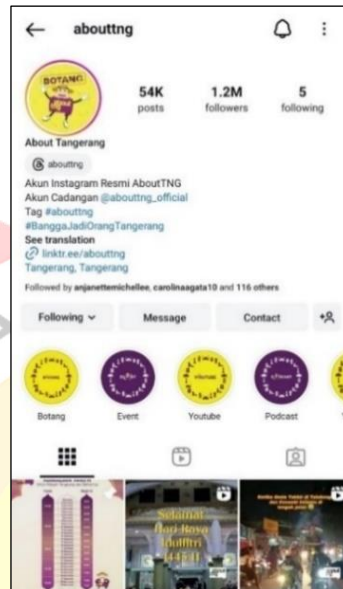 abouttng
BOTANG
54K
posts
1.2M
followers
5
following
About Tangerang
abouttng
Akun Instagram Resmi AboutTNG
Akun Cadangan @abouttng_official
Tag #abouttng
#BanggaJadiOrangTangerang
See translation
linktr.ee/abouttng
Tangerang, Tangerang
Followed by anjanettemichellee, carolinaagata10 and 116 others
Following
Message
Contact
Botang
Event
Youtube
Podcast
Selamat
Hari Raya
Idulfitri